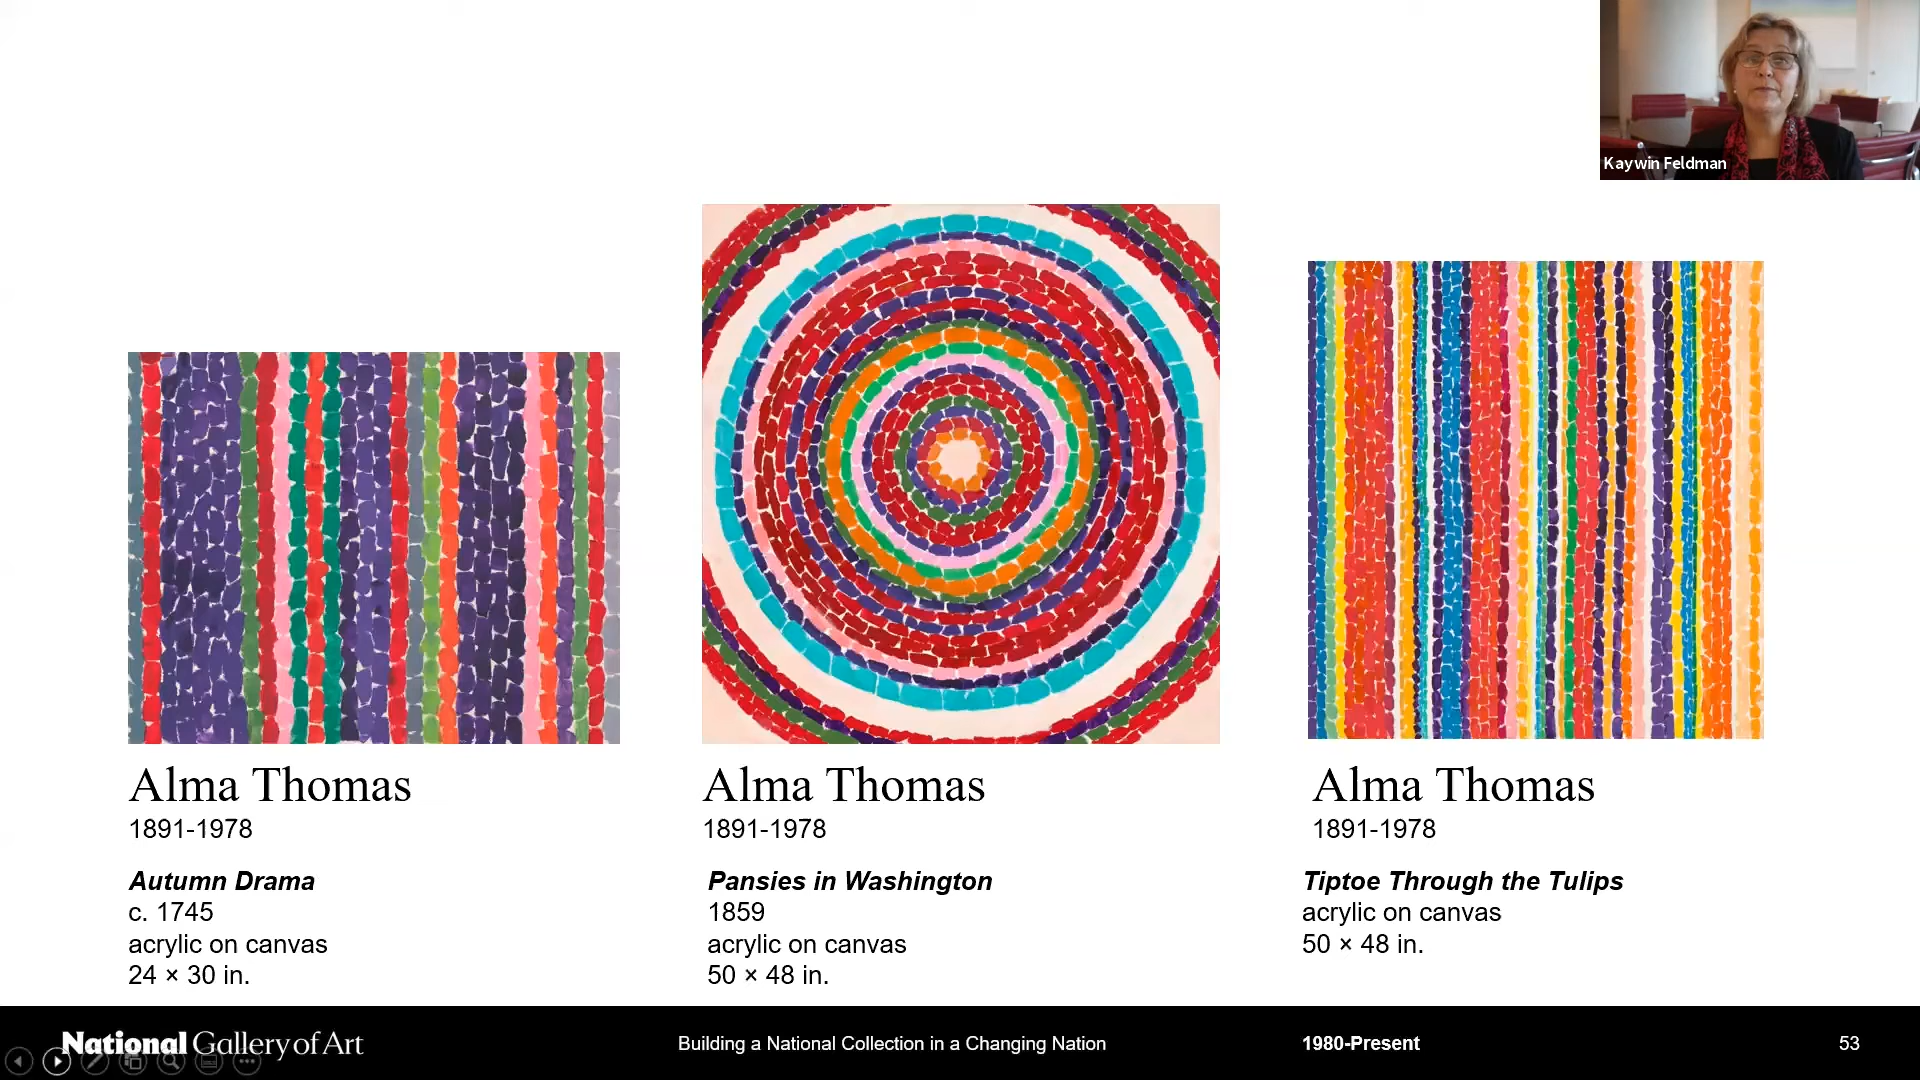 Kaywin Feldman
Alma Thomas
1891-1978
Autumn Drama
c. 1745
acrylic on canvas
24 × 30 in.
Alma Thomas
1891-1978
Pansies in Washington
1859
acrylic on canvas
50 × 48 in.
Alma Thomas
1891-1978
Tiptoe Through the Tulips
acrylic on canvas
50 × 48 in.
National Gallery of Art
Building a National Collection in a Changing Nation
1980-Present
53